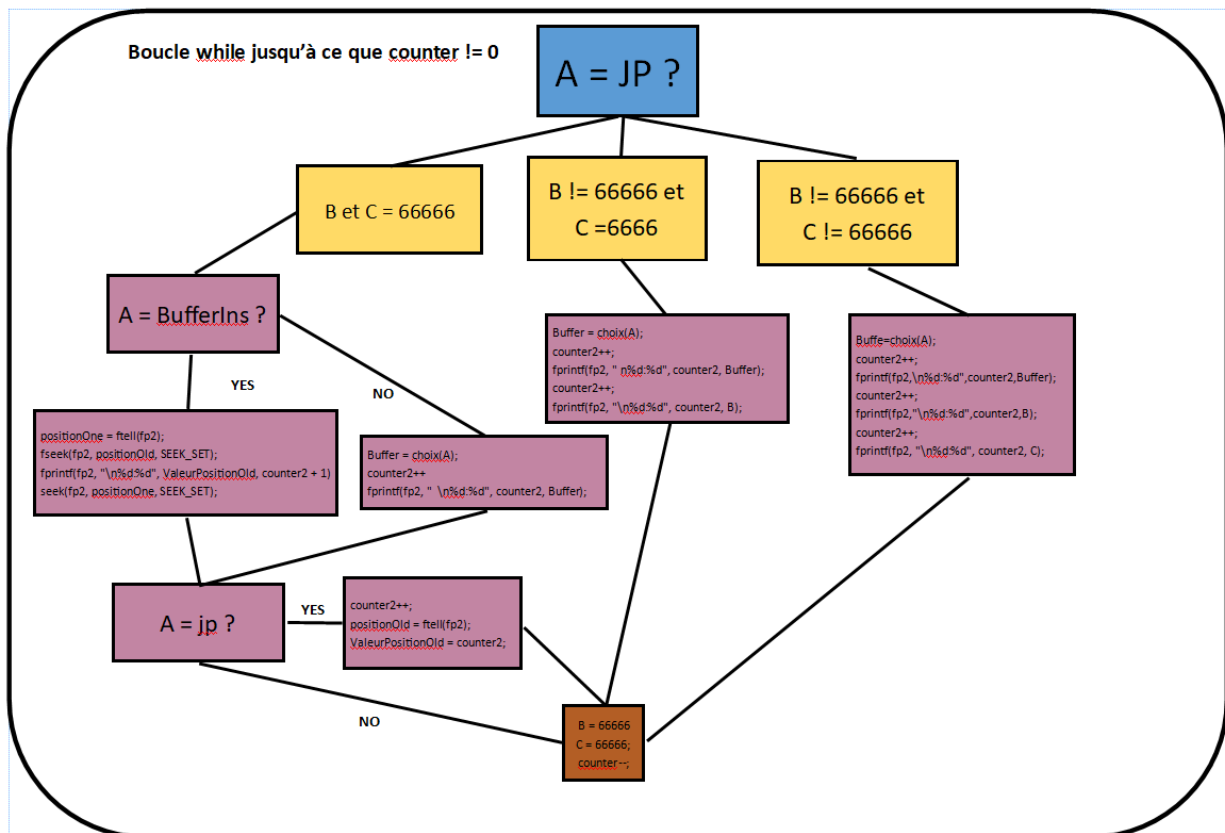 Boucle while jusqu'à ce que counter != 0
A = JP ?
B et C = 66666
B != 66666 et
C =6666
B != 66666 et
C != 66666
A = BufferIns ?
YES
NO
Buffer = choix(A);
counter2++;
fprintf(fp2, " n%d:%d", counter2, Buffer);
counter2++;
fprintf(fp2, "\n%d:%d", counter2, B);
Buffe=choix(A);
counter2++;
fprintf(fp2,\n%d:%d",counter2,Buffer);
counter2++;
fprintf(fp2,"\n%d:%d",counter2,B);
counter2++;
fprintf(fp2, "\n%d:%d", counter2, C);
positionOne = ftell(fp2);
fseek(fp2, positionOld, SEEK_SET);
fprintf(fp2, "\n%d:%d", ValeurPositionOld, counter2 + 1)
seek(fp2, positionOne, SEEK_SET);
Buffer = choix(A);
counter2++
fprintf(fp2, " \n%d:%d", counter2, Buffer);
A = jp ?
YES
counter2++;
positionOld = ftell(fp2);
ValeurPositionOld = counter2;
NO
B = 66666
C = 66666;
counter--;